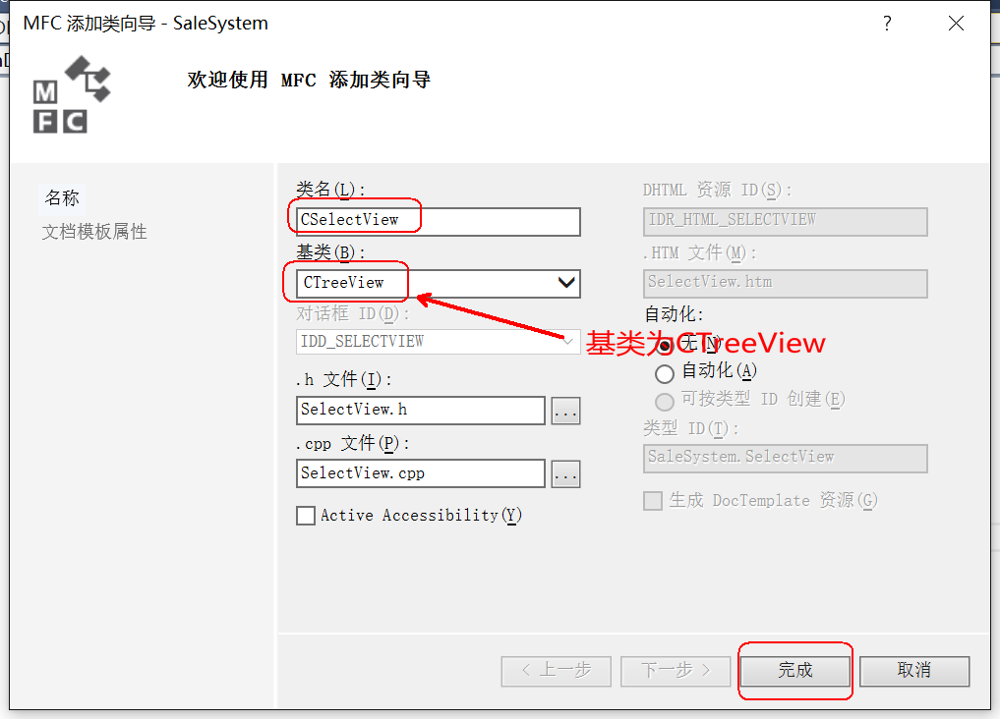 MFC 添加类向导 - SaleSystem
?
M
F C
欢迎使用 MFC 添加类向导
名称
文档模板属性
类名(L):
CSelectView
基类(B):
CTreeView
对话框 ID(D):
IDD_SELECTVIEW
.h 文件(I):
SelectView.h
...
.cpp 文件(P):
SelectView.cpp
...
Active Accessibility(Y)
DHTML 资源 ID(S):
IDR_HTML_SELECTVIEW
.HTM 文件(M):
SelectView.htm
自动化:
无(N)
基类为CTreeView
自动化(A)
可按类型 ID 创建(E)
类型 ID(T):
SaleSystem.SelectView
生成 DocTemplate 资源(G)
< 上一步
下一步 >
完成
取消